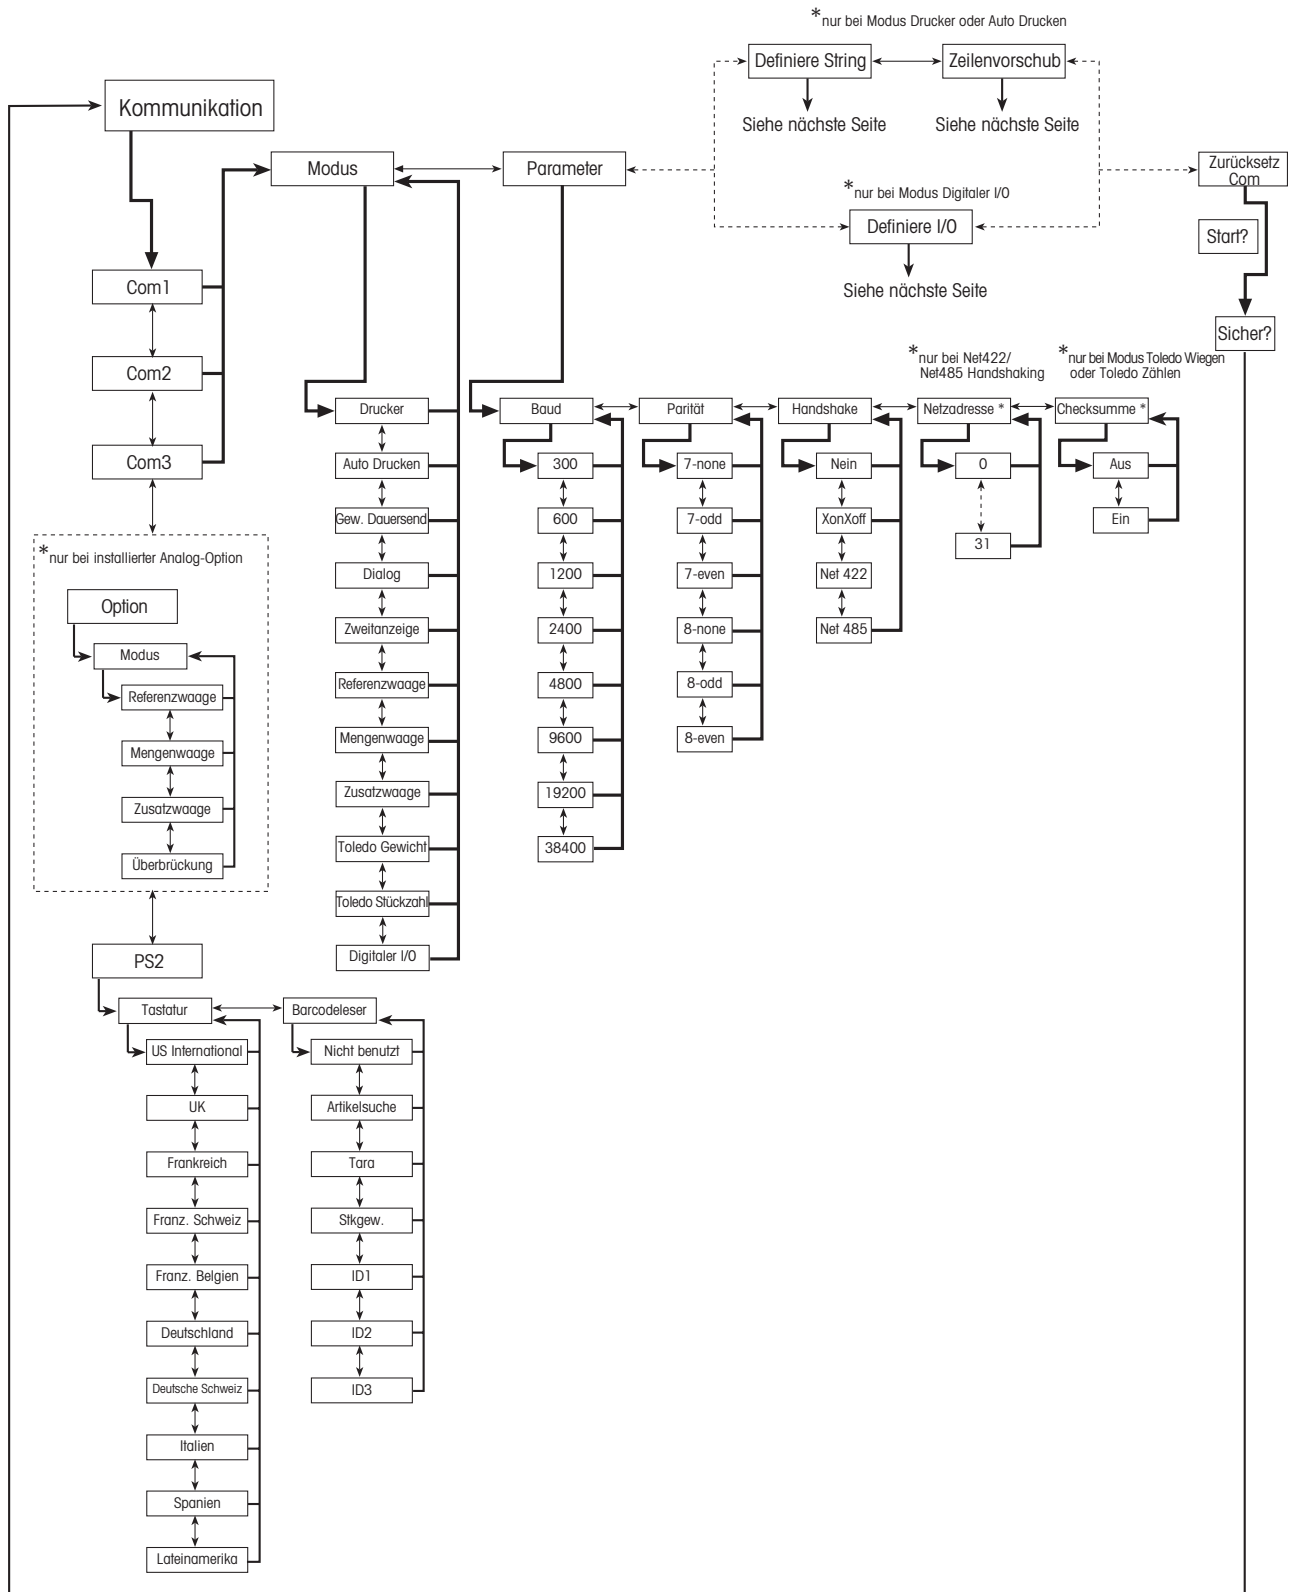 *nur bei Modus Drucker oder Auto Drucken
Definiere String
Zeilenvorschub
Siehe nächste Seite
Siehe nächste Seite
Kommunikation
Modus
Parameter
Zurücksetz
Com
*nur bei Modus Digitaler I/O
Definiere I/O
Siehe nächste Seite
Start?
Sicher?
Com1
Com2
Com3
*nur bei Net422/
Net485 Handshaking
*nur bei Modus Toledo Wiegen
oder Toledo Zählen
Drucker
Auto Drucken
Gew. Dauersend
Dialog
Zweitanzeige
Referenzwaage
Mengenwaage
Zusatzwaage
Toledo Gewicht
Toledo Stückzahl
Digitaler I/O
Baud
300
600
1200
2400
4800
9600
19200
38400
Parität
7-none
7-odd
7-even
8-none
8-odd
8-even
Handshake
Nein
XonXoff
Net 422
Net 485
Netzadresse *
0
31
Checksumme *
Aus
Ein
*nur bei installierter Analog-Option
Option
Modus
Referenzwaage
Mengenwaage
Zusatzwaage
Überbrückung
PS2
Tastatur
US International
UK
Frankreich
Franz. Schweiz
Franz. Belgien
Deutschland
Deutsche Schweiz
Italien
Spanien
Lateinamerika
Barcodeleser
Nicht benutzt
Artikelsuche
Tara
Stkgew.
ID1
ID2
ID3